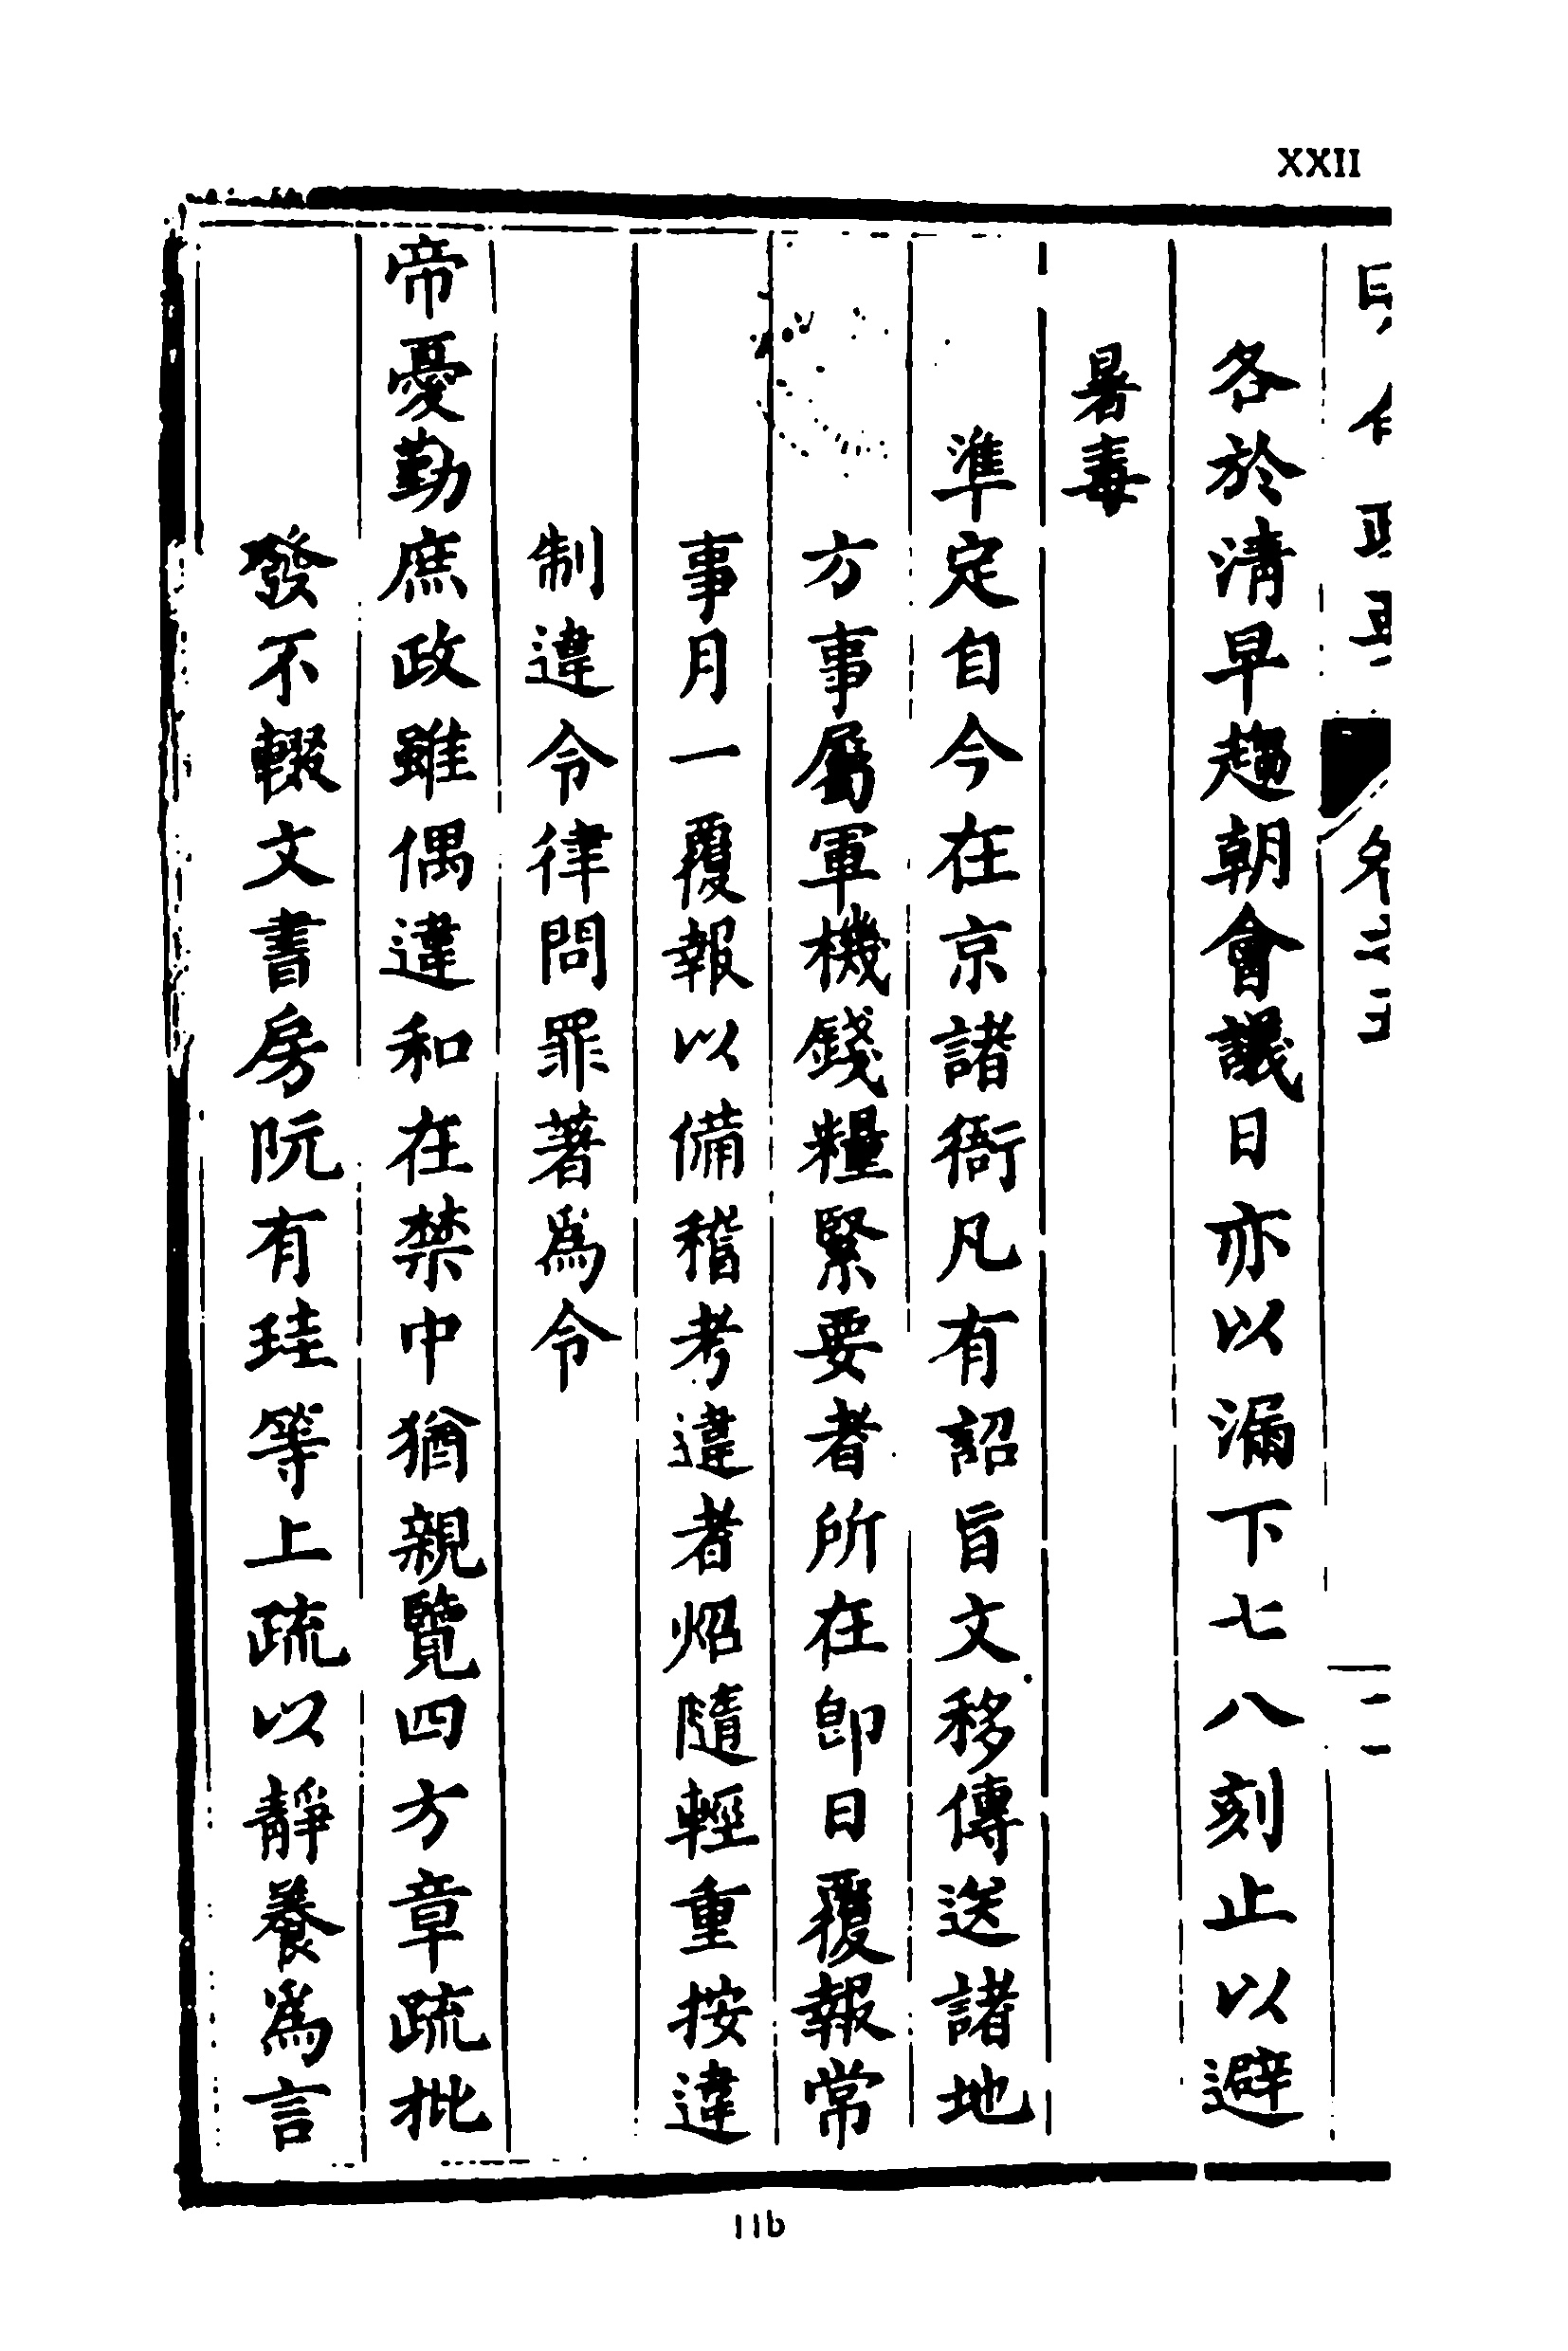 XXII
各於淸早趨朝會議日亦以漏下七八刻止以避
暑毒
準定自今在京諸衙凡有詔旨文移傳送諸地
方事屬軍機錢糧緊要者所在卽日覆報常
事月一覆報以備稽考違者炤隨輕重按違
制違令律問罪著爲令
帝憂勤庶政雖偶違和在禁中猶親覽四方章疏批
發不輟文書房阮有珪等上疏以靜養爲言
11b